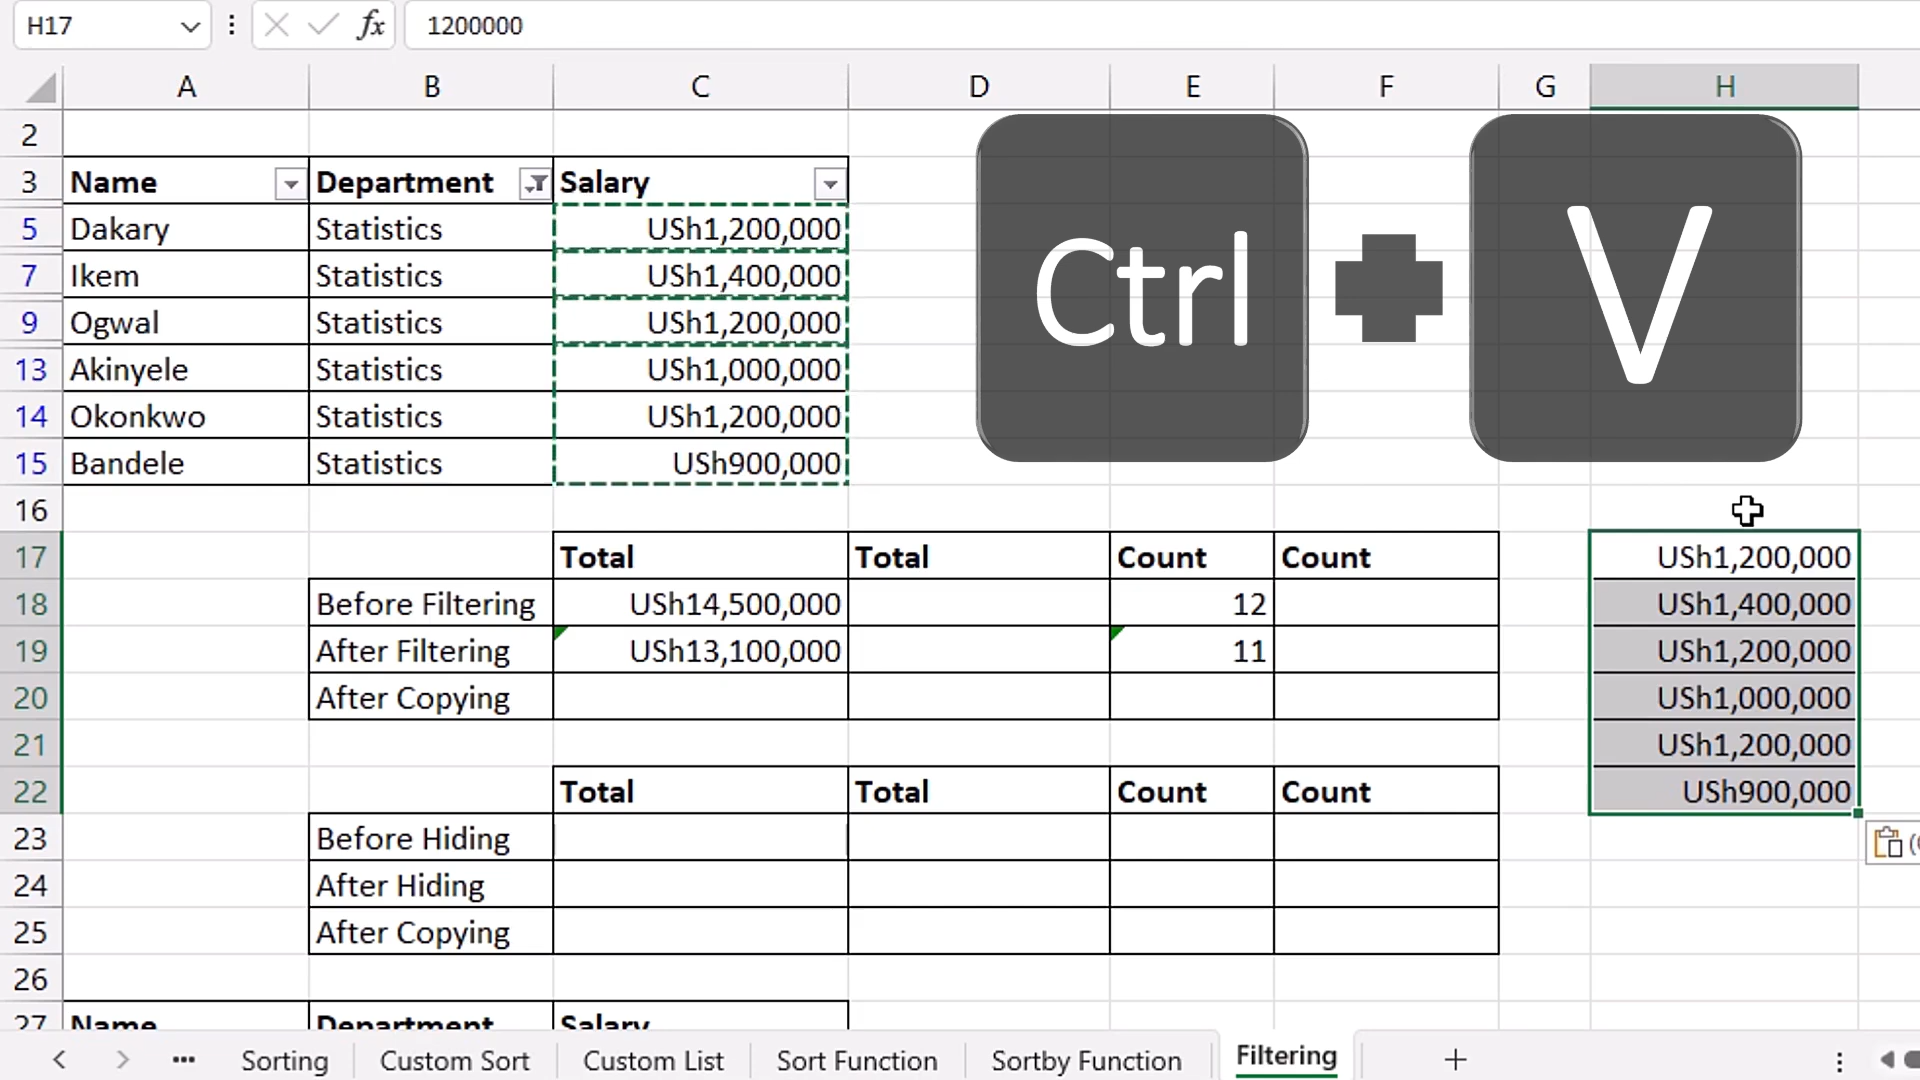 H17 fx 1200000
A B C D E F G H
2
3 Name Department Salary
5 Dakary Statistics USh1,200,000
7 Ikem Statistics USh1,400,000
9 Ogwal Statistics USh1,200,000
13 Akinyele Statistics USh1,000,000
14 Okonkwo Statistics USh1,200,000
15 Bandele Statistics USh900,000
Ctrl V
16
17 Total Total Count Count USh1,200,000
18 Before Filtering USh14,500,000 12 USh1,400,000
19 After Filtering USh13,100,000 11 USh1,200,000
20 After Copying USh1,000,000
21 USh1,200,000
22 Total Total Count Count USh900,000
23 Before Hiding
24 After Hiding
25 After Copying
26
27 Name Department Salary
Sorting Custom Sort Custom List Sort Function Sortby Function Filtering